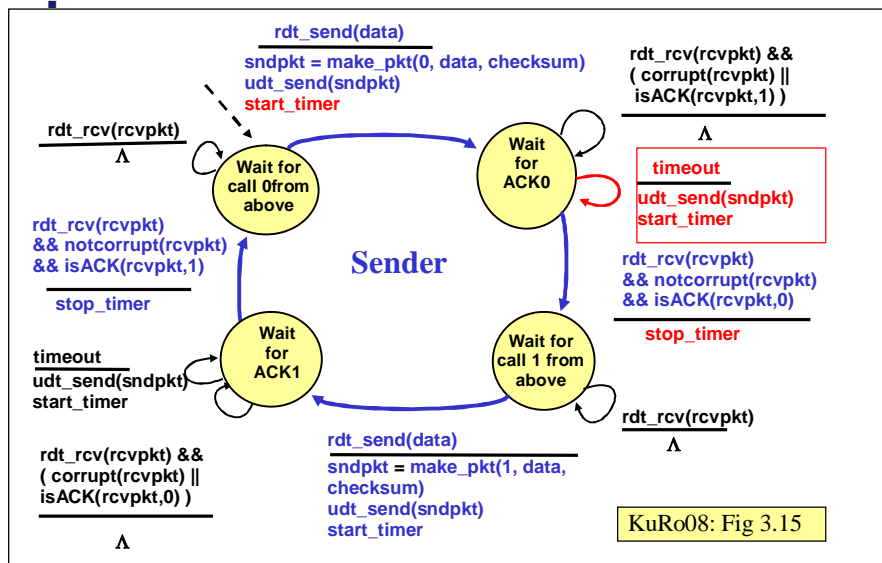 rdt_send(data)
sndpkt = make_pkt(0, data, checksum)
udt_send(sndpkt)
start_timer
rdt_rcv(rcvpkt) &&
( corrupt(rcvpkt) ||
isACK(rcvpkt,1) )
Λ
rdt_rcv(rcvpkt)
Λ
Wait for
call 0from
above
Wait
for
ACK0
timeout
udt_send(sndpkt)
start_timer
rdt_rcv(rcvpkt)
&& notcorrupt(rcvpkt)
&& isACK(rcvpkt,1)
stop_timer
Sender
rdt_rcv(rcvpkt)
&& notcorrupt(rcvpkt)
&& isACK(rcvpkt,0)
stop_timer
Wait
for
ACK1
Wait for
call 1 from
above
timeout
udt_send(sndpkt)
start_timer
rdt_rcv(rcvpkt)
Λ
rdt_send(data)
sndpkt = make_pkt(1, data,
checksum)
udt_send(sndpkt)
start_timer
rdt_rcv(rcvpkt) &&
( corrupt(rcvpkt) ||
isACK(rcvpkt,0) )
Λ
KuRo08: Fig 3.15